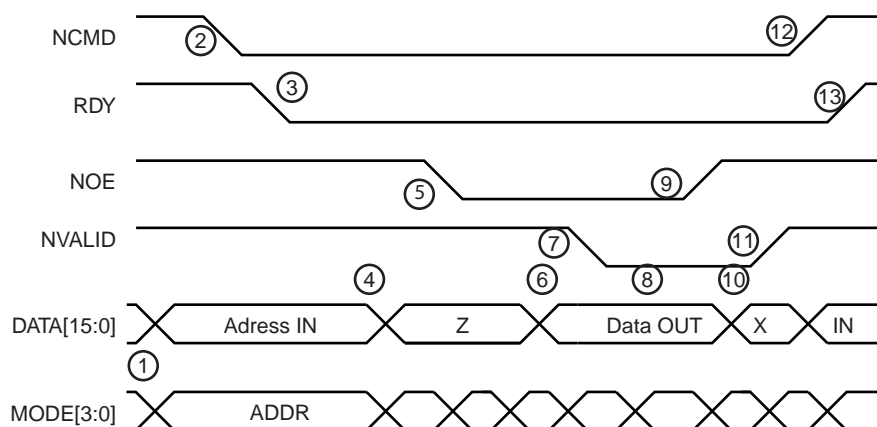 NCMD
2
12
RDY
3
13
NOE
5
9
NVALID
7
11
4
6
8
10
DATA[15:0]
Adress IN
Z
Data OUT
X
IN
1
MODE[3:0]
ADDR